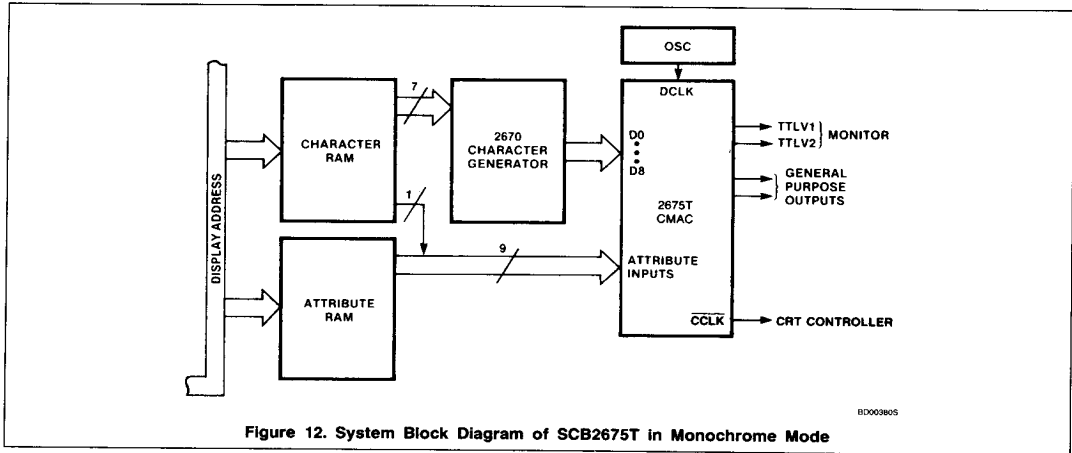 OSC
DCLK
7
CHARACTER
RAM
2670
CHARACTER
GENERATOR
D0
D8
TTLV1
TTLV2
MONITOR
GENERAL
PURPOSE
OUTPUTS
2675T
CMAC
1
9
ATTRIBUTE
INPUTS
DISPLAY ADDRESS
ATTRIBUTE
RAM
CCLK
CRT CONTROLLER
BD00380S
Figure 12. System Block Diagram of SCB2675T in Monochrome Mode